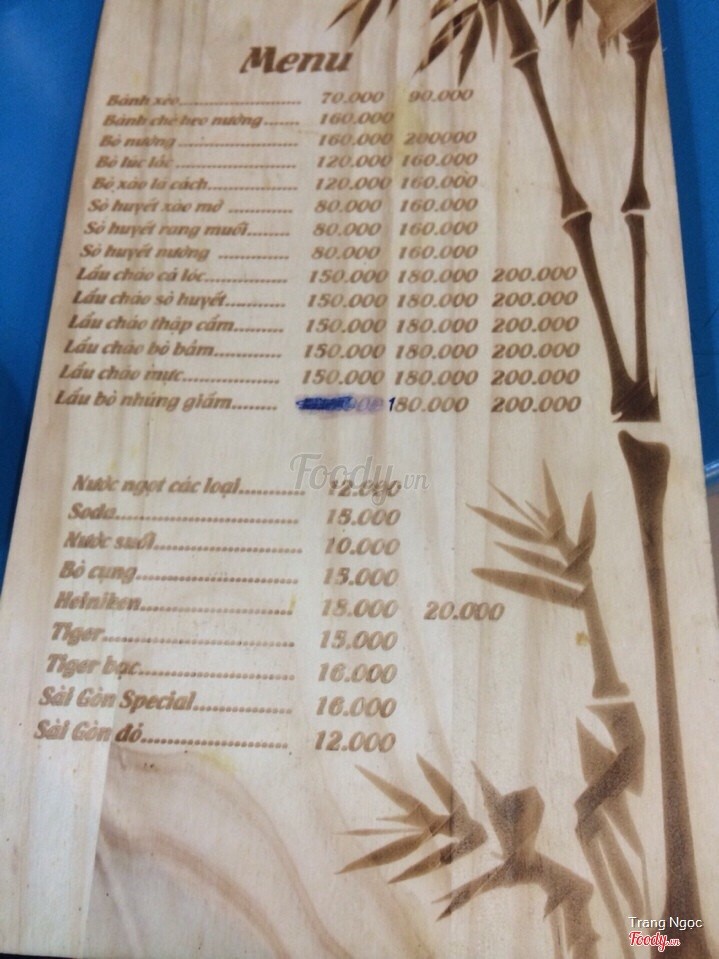 Menu
Bánh xèo.......................... 70.000 90.000
Bánh chè heo nướng....... 160.000
Bò nướng.......................... 160.000 200000
Bò lúc lắc.......................... 120.000 160.000
Bò xào lá cách.................... 120.000 160.000
Sò huyết xào mở ............. 80.000 160.000
Sò huyết rang muối......... 80.000 160.000
Sò huyết nướng ............... 80.000 160.000
Lẩu cháo cá lóc................ 150.000 180.000 200.000
Lẩu cháo sò huyết............ 150.000 180.000 200.000
Lẩu cháo thập cẩm........... 150.000 180.000 200.000
Lẩu cháo bò bằm.............. 150.000 180.000 200.000
Lẩu cháo mực................... 150.000 180.000 200.000
Lẩu bò nhúng giấm......... 180.000 200.000
Nước ngọt các loại............ 12.000
Soda.................................. 15.000
Nước suối.......................... 10.000
Bò cụng............................. 15.000
Heiniken............................ 18.000 20.000
Tiger.................................. 15.000
Tiger bạc........................... 16.000
Sài Gòn Special................ 16.000
Sài Gòn đỏ........................ 12.000
Foody.vn
Trang Ngoc
Foody.vn